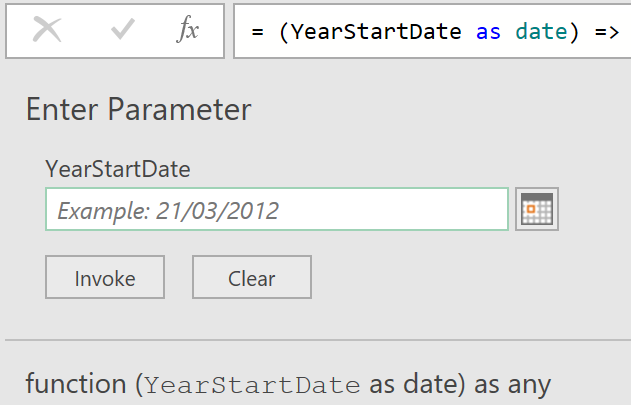 fx = (YearStartDate as date) =>
Enter Parameter
YearStartDate
Example: 21/03/2012
Invoke Clear
function (YearStartDate as date) as any